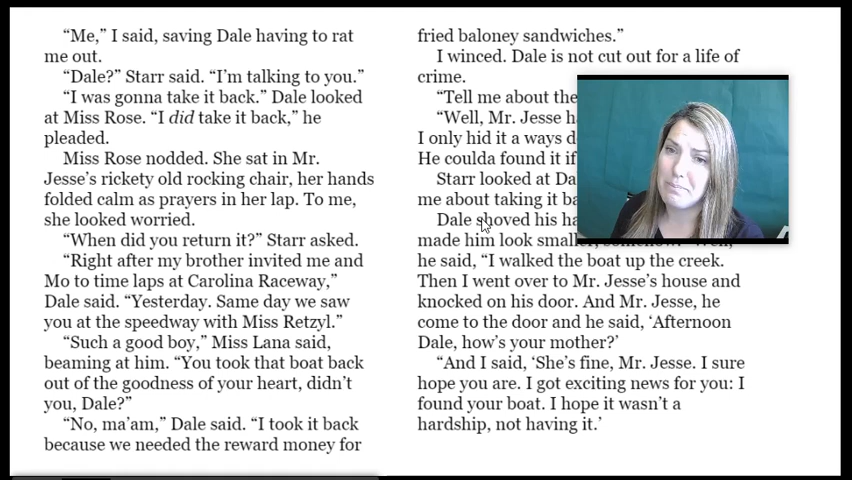 “Me,” I said, saving Dale having to rat
me out.
“Dale?” Starr said. “I’m talking to you.”
“I was gonna take it back.” Dale looked
at Miss Rose. “I did take it back,” he
pleaded.
Miss Rose nodded. She sat in Mr.
Jesse’s rickety old rocking chair, her hands
folded calm as prayers in her lap. To me,
she looked worried.
“When did you return it?” Starr asked.
“Right after my brother invited me and
Mo to time laps at Carolina Raceway,”
Dale said. “Yesterday. Same day we saw
you at the speedway with Miss Retzyl.”
“Such a good boy,” Miss Lana said,
beaming at him. “You took that boat back
out of the goodness of your heart, didn’t
you, Dale?”
“No, ma’am,” Dale said. “I took it back
because we needed the reward money for
fried baloney sandwiches.”
I winced. Dale is not cut out for a life of
crime.
“Tell me about the
“Well, Mr. Jesse
I only hid it a ways
He coulda found it if
Starr looked at
me about taking it
Dale shoved his
made him look smaller,
he said, “I walked the boat up the creek.
Then I went over to Mr. Jesse’s house and
knocked on his door. And Mr. Jesse, he
come to the door and he said, ‘Afternoon
Dale, how’s your mother?’
“And I said, ‘She’s fine, Mr. Jesse. I sure
hope you are. I got exciting news for you: I
found your boat. I hope it wasn’t a
hardship, not having it.’